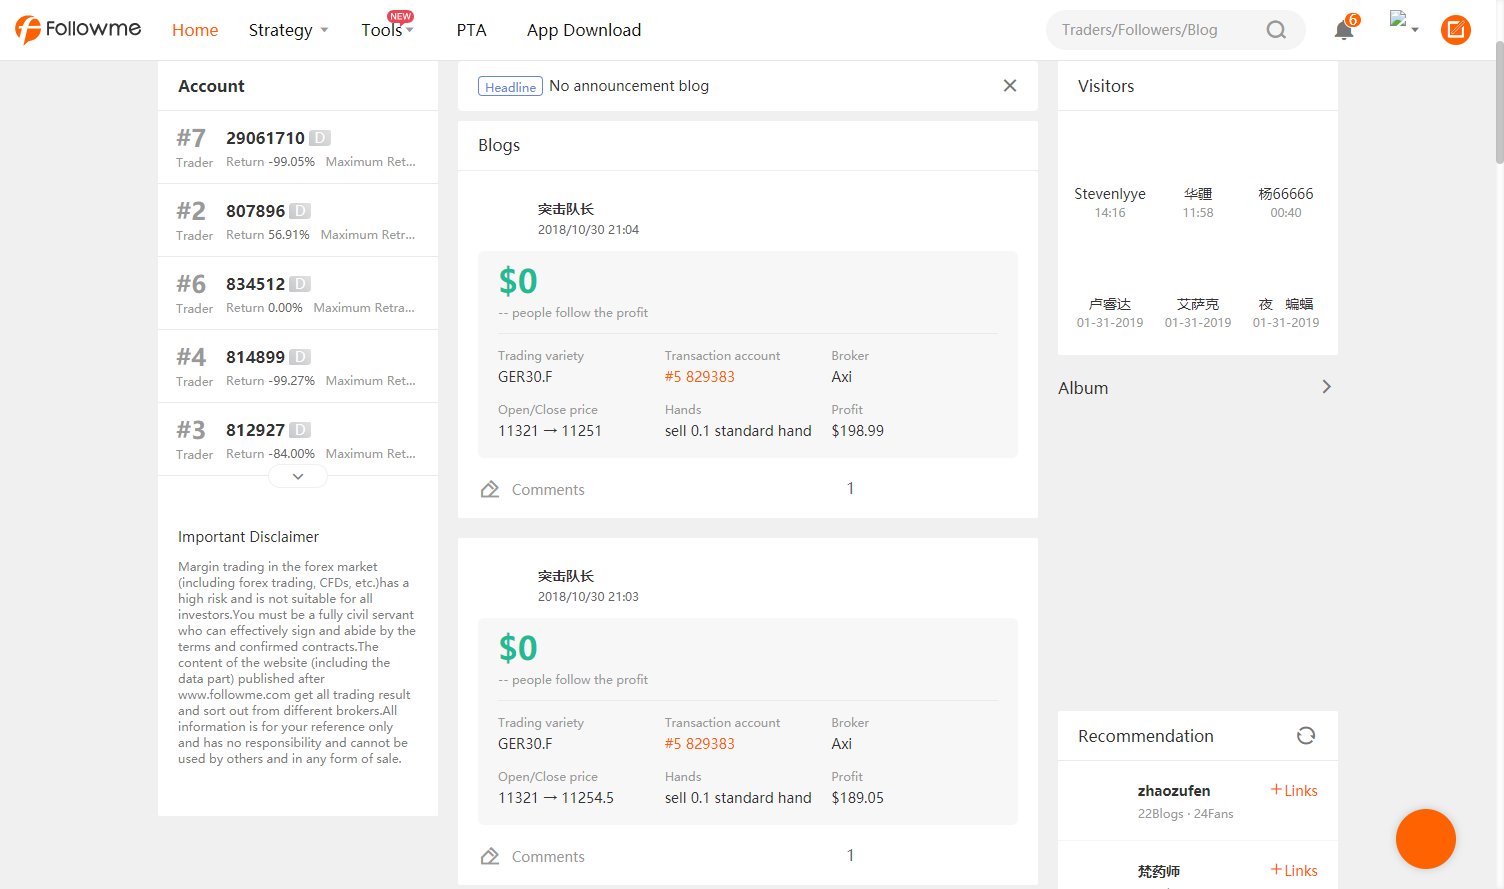 Followme
Home
Strategy
Tools
NEW
PTA
App Download
Traders/Followers/Blog
6
Account
#7
Trader
29061710 D
Return -99.05% Maximum Ret...
#2
Trader
807896 D
Return 56.91% Maximum Retr...
#6
Trader
834512 D
Return 0.00% Maximum Retra...
#4
Trader
814899 D
Return -99.27% Maximum Ret...
#3
Trader
812927 D
Return -84.00% Maximum Ret...
Important Disclaimer
Margin trading in the forex market
(including forex trading, CFDs, etc.)has a
high risk and is not suitable for all
investors.You must be a fully civil servant
who can effectively sign and abide by the
terms and confirmed contracts.The
content of the website (including the
data part) published after
www.followme.com get all trading result
and sort out from different brokers.All
information is for your reference only
and has no responsibility and cannot be
used by others and in any form of sale.
Headline No announcement blog
Blogs
突击队长
2018/10/30 21:04
$0
-- people follow the profit
Trading variety Transaction account Broker
GER30.F #5 829383 Axi
Open/Close price Hands Profit
11321 → 11251 sell 0.1 standard hand $198.99
Comments 1
突击队长
2018/10/30 21:03
$0
-- people follow the profit
Trading variety Transaction account Broker
GER30.F #5 829383 Axi
Open/Close price Hands Profit
11321 → 11254.5 sell 0.1 standard hand $189.05
Comments 1
Visitors
Stevenlyye 华疆 杨66666
14:16 11:58 00:40
卢睿达 艾萨克 夜 蝙蝠
01-31-2019 01-31-2019 01-31-2019
Album
Recommendation
zhaozufen +Links
22Blogs · 24Fans
梵药师 +Links